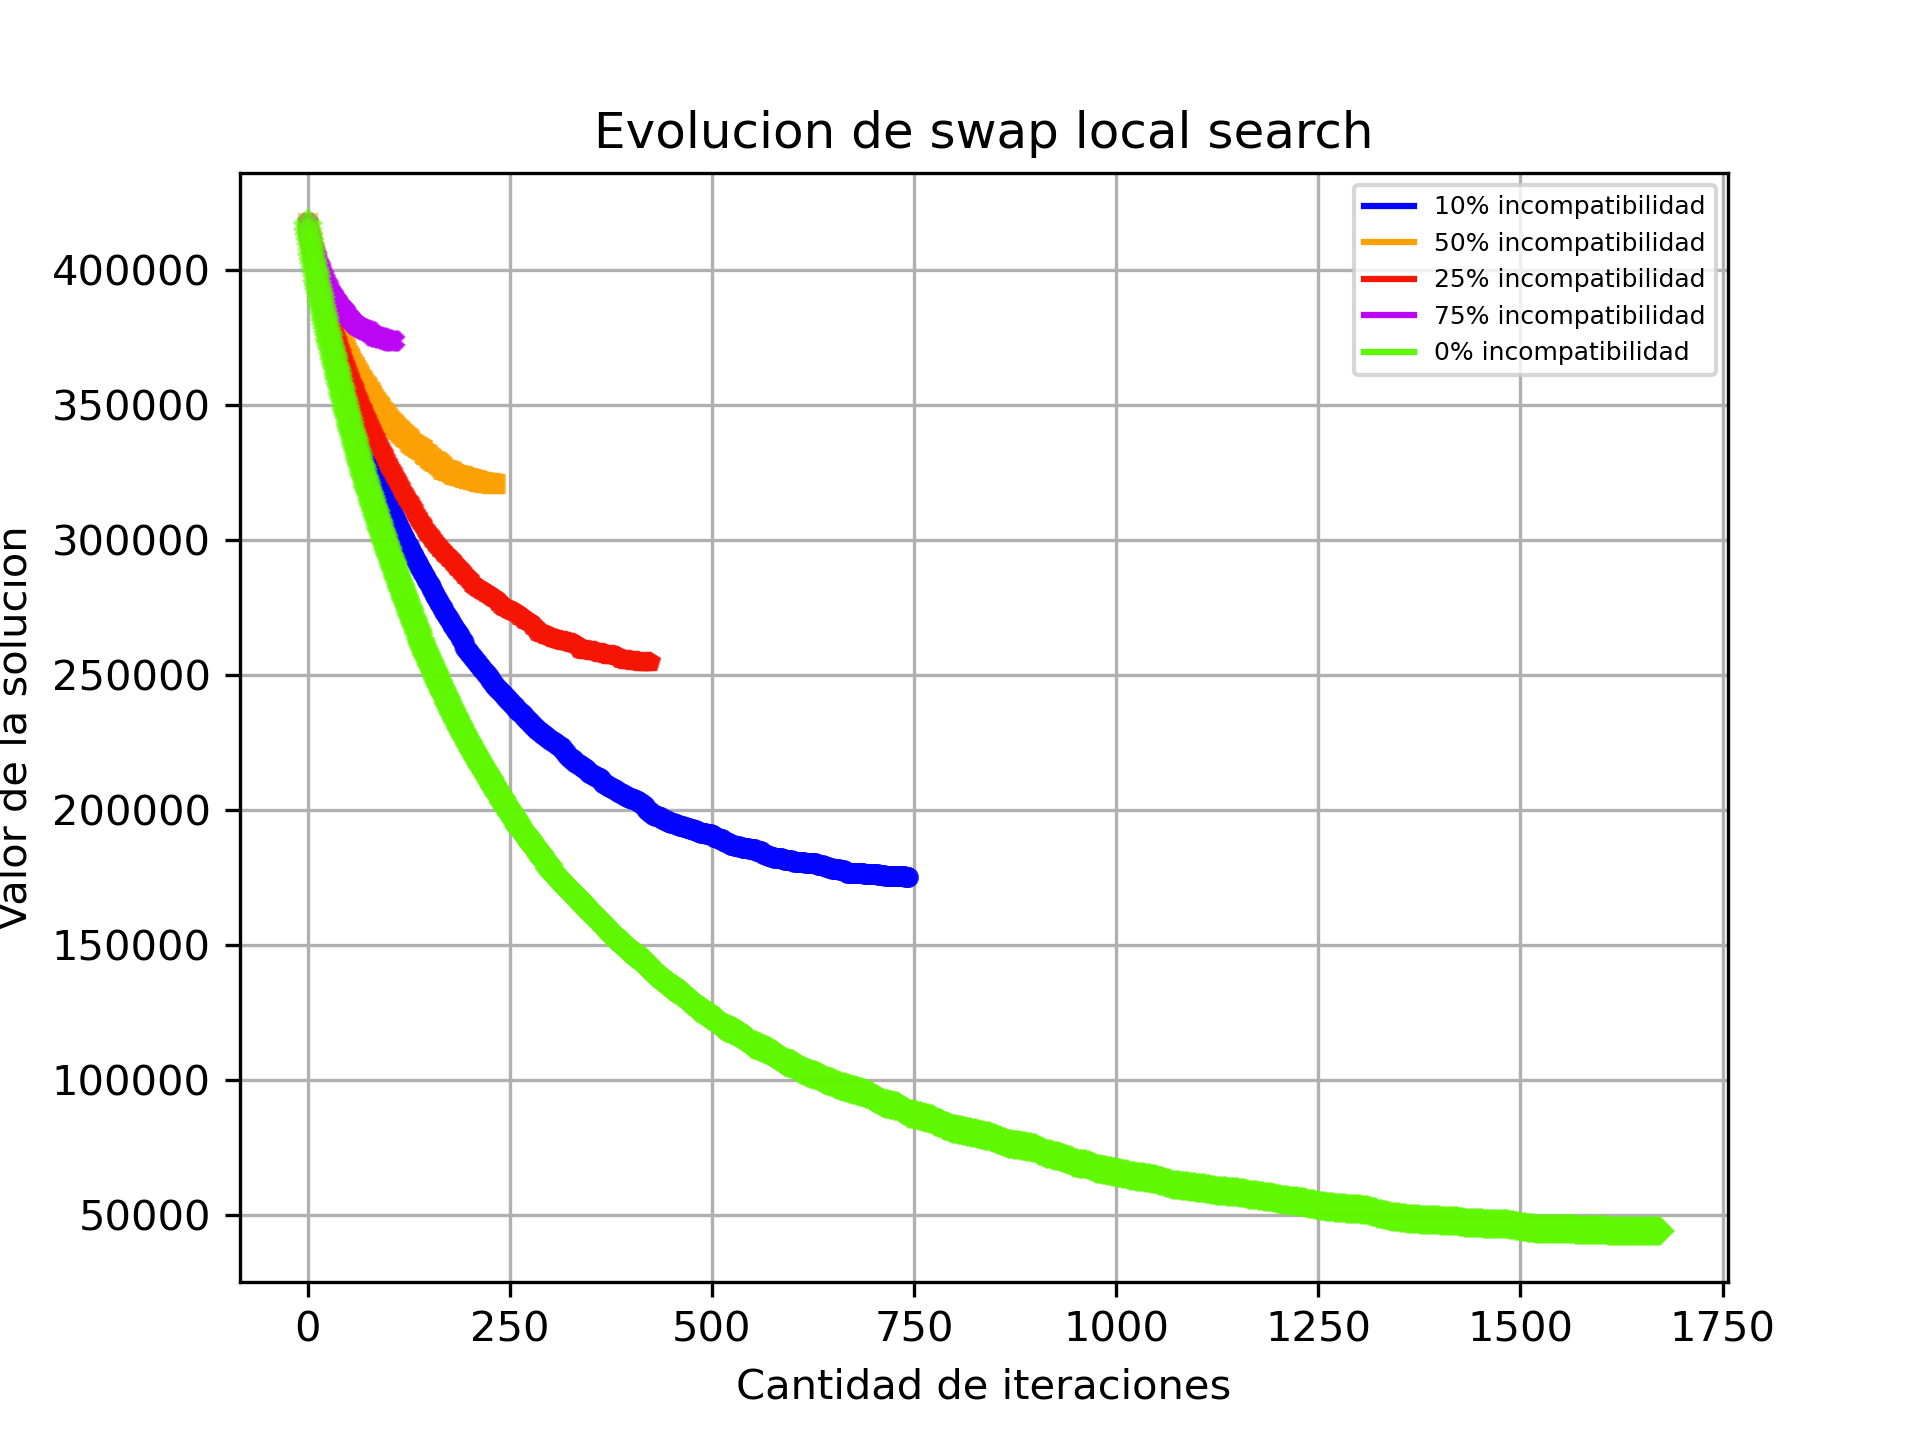 Evolucion de swap local search
10% incompatibilidad
50% incompatibilidad
25% incompatibilidad
75% incompatibilidad
0% incompatibilidad
400000
350000
300000
250000
200000
150000
100000
50000
Valor de la solucion
0 250 500 750 1000 1250 1500 1750
Cantidad de iteraciones